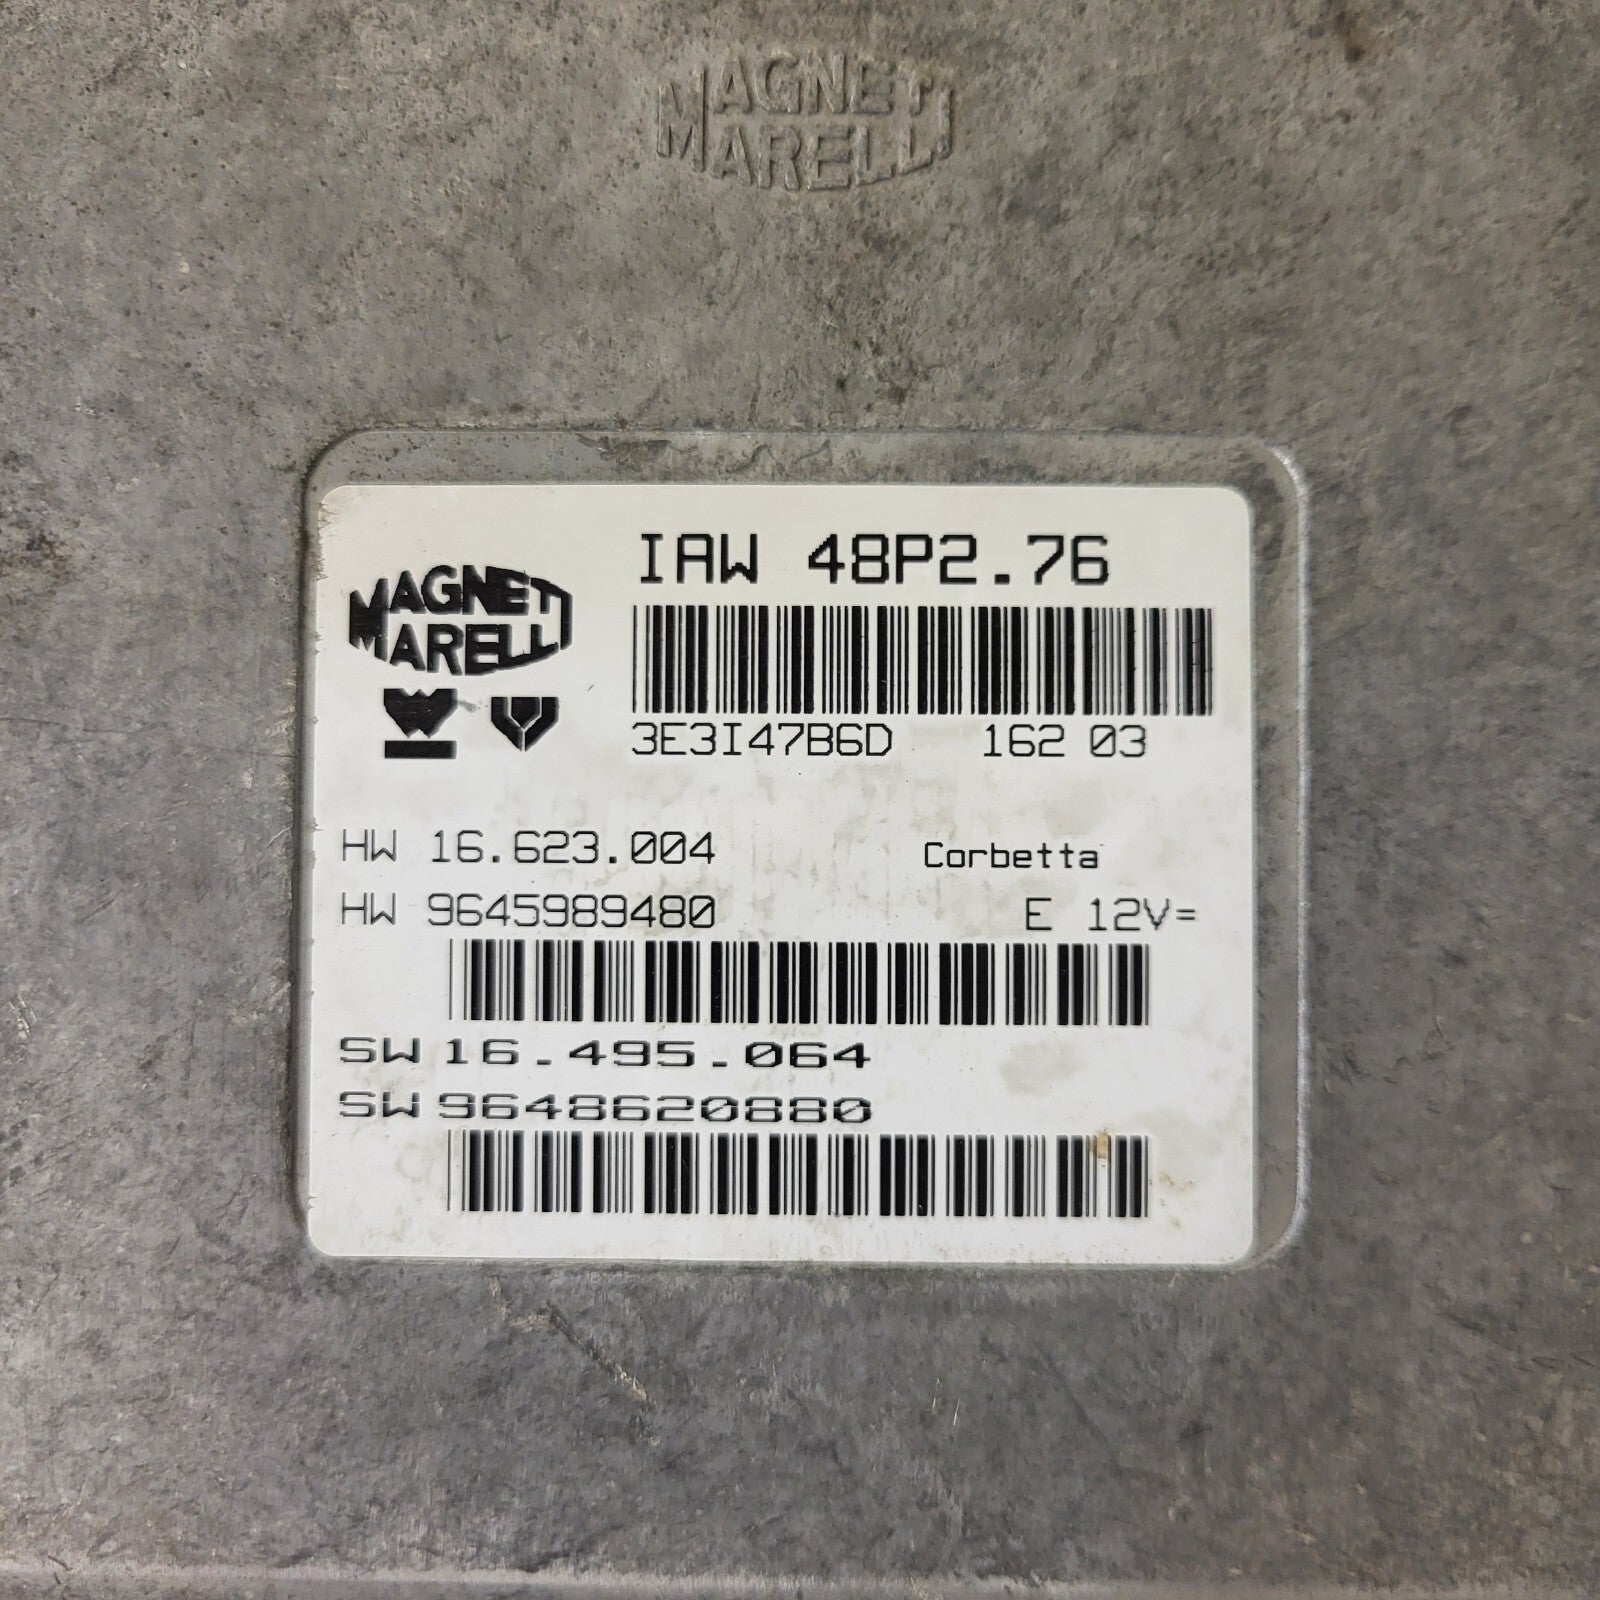 MAGNETI
MARELLI
IAW 48P2.76
MAGNETI
MARELLI
3E3I47B6D 162 03
HW 16.623.004 Corbetta
HW 9645989480 E 12V=
SW 16.495.064
SW 9648620880